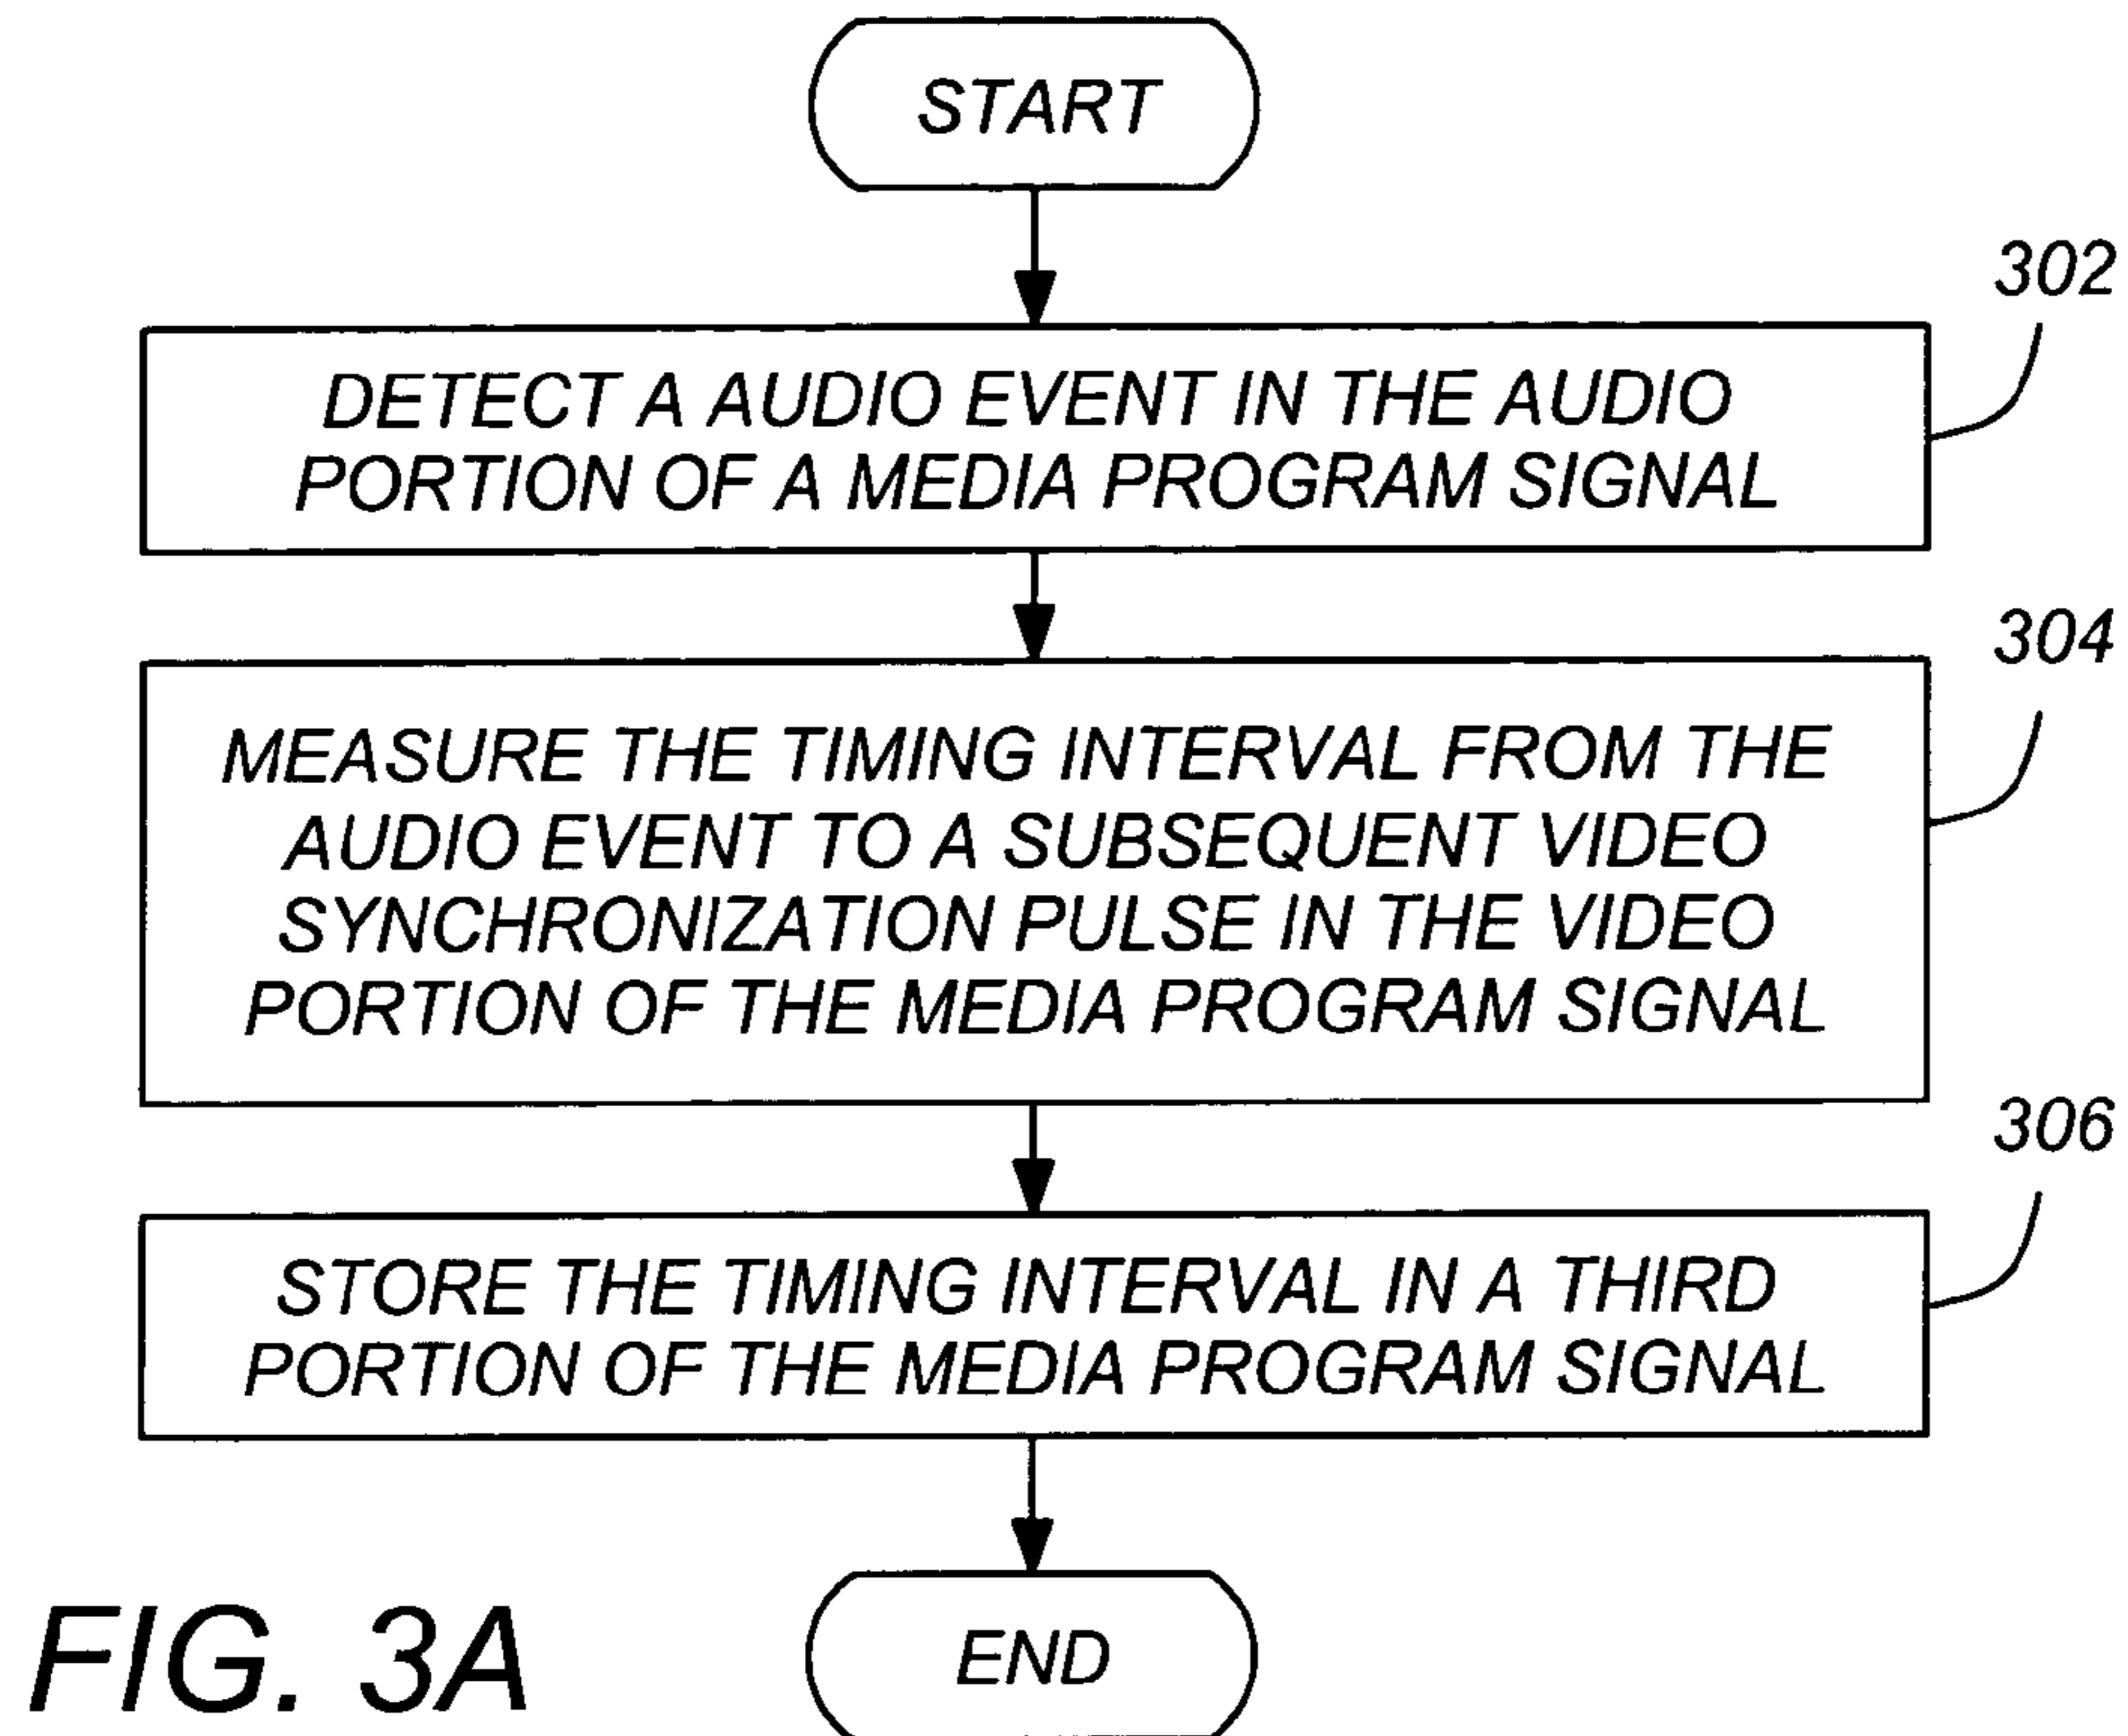 START
302
DETECT A AUDIO EVENT IN THE AUDIO
PORTION OF A MEDIA PROGRAM SIGNAL
304
MEASURE THE TIMING INTERVAL FROM THE
AUDIO EVENT TO A SUBSEQUENT VIDEO
SYNCHRONIZATION PULSE IN THE VIDEO
PORTION OF THE MEDIA PROGRAM SIGNAL
306
STORE THE TIMING INTERVAL IN A THIRD
PORTION OF THE MEDIA PROGRAM SIGNAL
END
FIG. 3A